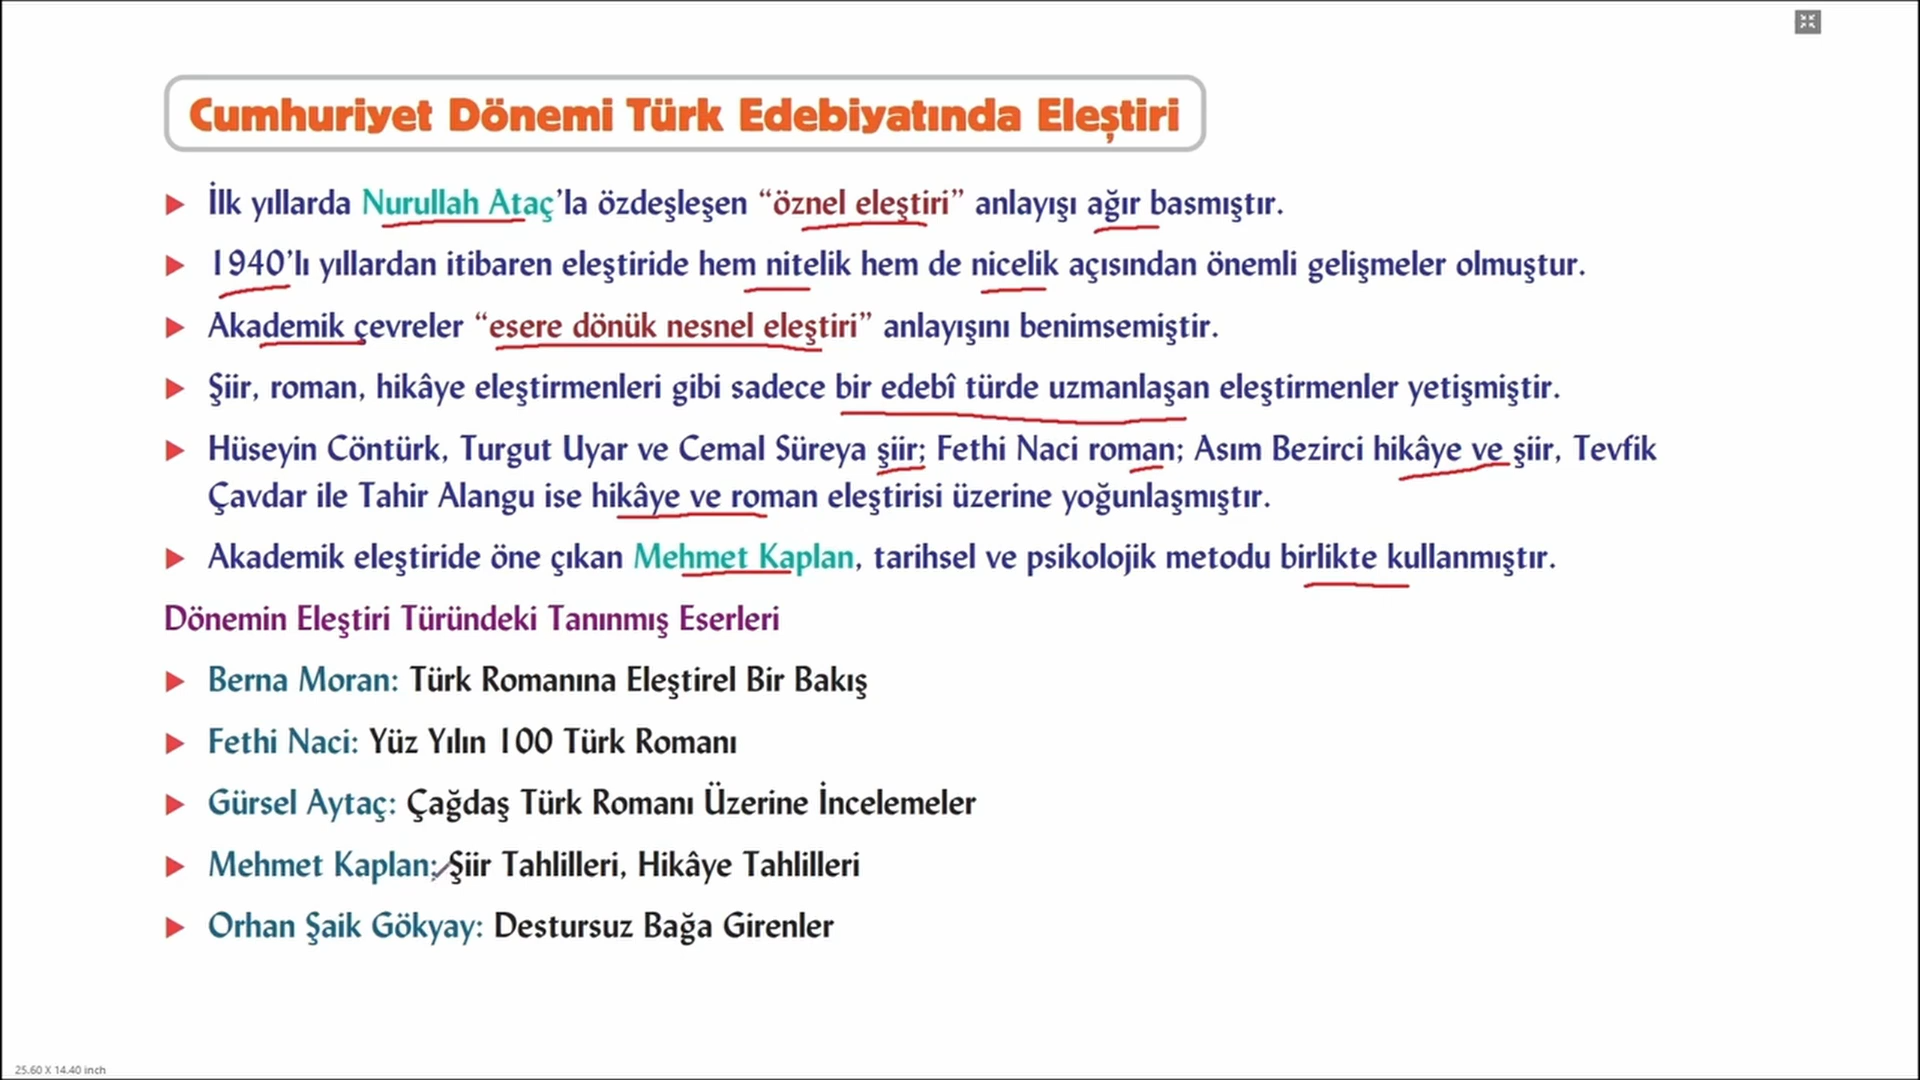 Cumhuriyet Dönemi Türk Edebiyatında Eleştiri
► İlk yıllarda Nurullah Ataç’la özdeşleşen “öznel eleştiri” anlayışı ağır basmıştır.
► 1940’lı yıllardan itibaren eleştiride hem nitelik hem de nicelik açısından önemli gelişmeler olmuştur.
► Akademik çevreler “esere dönük nesnel eleştiri” anlayışını benimsemiştir.
► Şiir, roman, hikâye eleştirmenleri gibi sadece bir edebî türde uzmanlaşan eleştirmenler yetişmiştir.
► Hüseyin Cöntürk, Turgut Uyar ve Cemal Süreya şiir; Fethi Naci roman; Asım Bezirci hikâye ve şiir, Tevfik
Çavdar ile Tahir Alangu ise hikâye ve roman eleştirisi üzerine yoğunlaşmıştır.
► Akademik eleştiride öne çıkan Mehmet Kaplan, tarihsel ve psikolojik metodu birlikte kullanmıştır.
Dönemin Eleştiri Türündeki Tanınmış Eserleri
► Berna Moran: Türk Romanına Eleştirel Bir Bakış
► Fethi Naci: Yüz Yılın 100 Türk Romanı
► Gürsel Aytaç: Çağdaş Türk Romanı Üzerine İncelemeler
► Mehmet Kaplan: Şiir Tahlilleri, Hikâye Tahlilleri
► Orhan Şaik Gökyay: Destursuz Bağa Girenler
25.60 X 14.40 inch